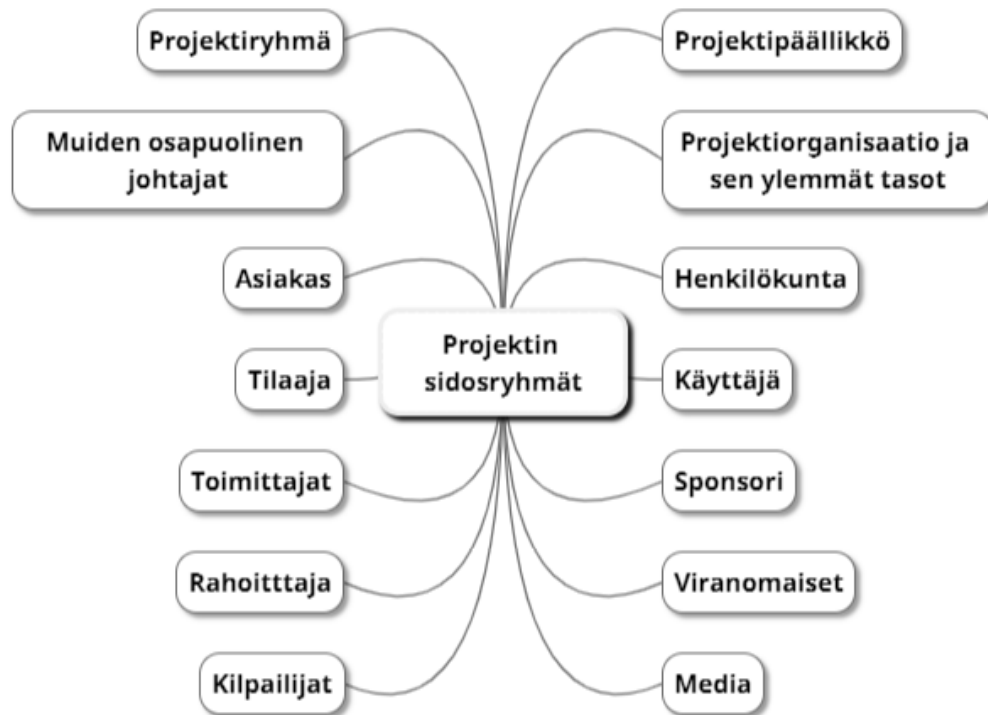 Projektiryhmä
Projektipäällikkö
Muiden osapuolinen
johtajat
Projektiorganisaatio ja
sen ylemmät tasot
Asiakas
Henkilökunta
Projektin
sidosryhmät
Tilaaja
Käyttäjä
Toimittajat
Sponsori
Rahoitttaja
Viranomaiset
Kilpailijat
Media